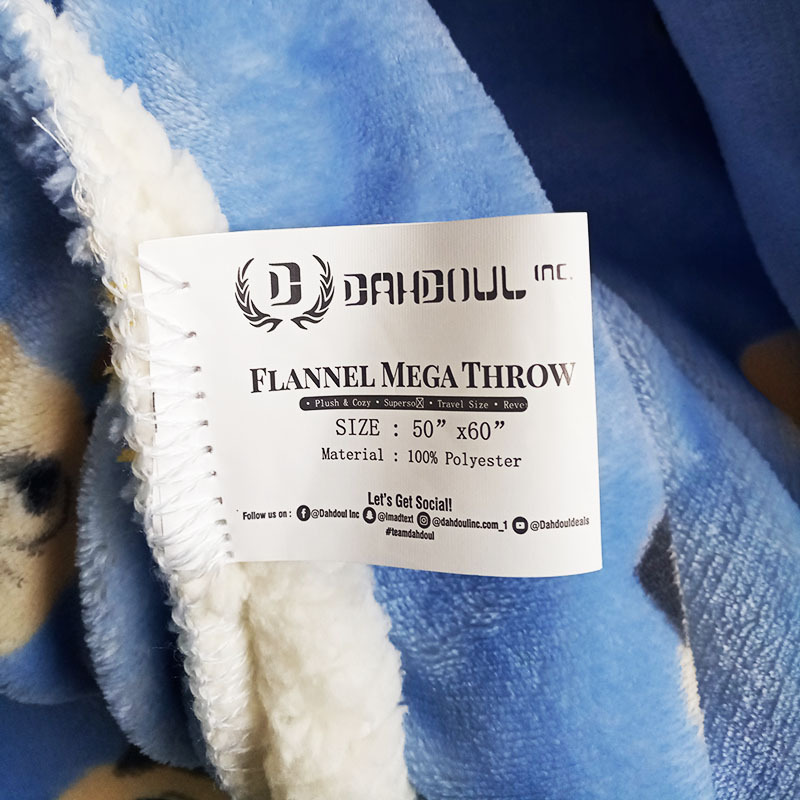 D DAHDOUL INC.
FLANNEL MEGA THROW
• Plush & Cozy • Superso • Travel Size • Reve
SIZE : 50” x60”
Material : 100% Polyester
Let's Get Social!
Follow us on : @Dahdoul Inc @imadtext @dahdoulinc.com_1 @Dahdouldeals
#teamdahdoul